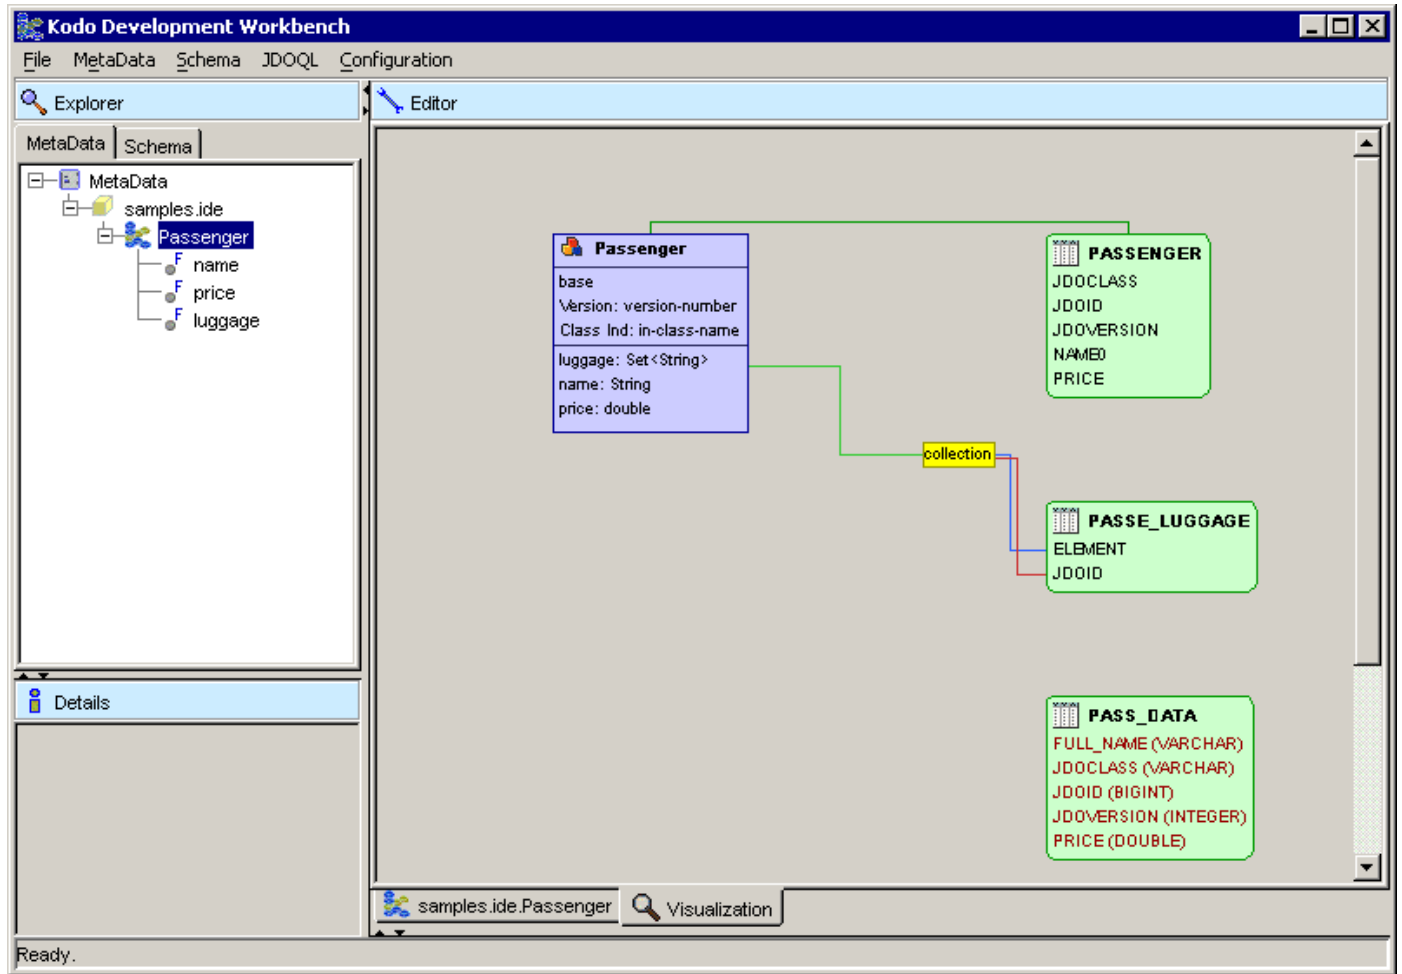 Kodo Development Workbench
File MetaData Schema JDOQL Configuration
Explorer
Editor
MetaData Schema
MetaData
samples.ide
Passenger
name
price
luggage
Passenger
base
Version: version-number
Class Ind: in-class-name
luggage: Set<String>
name: String
price: double
PASSENGER
JDOCLASS
JDOID
JDOVERSION
NAME0
PRICE
collection
PASSE_LUGGAGE
ELEMENT
JDOID
PASS_DATA
FULL_NAME (VARCHAR)
JDOCLASS (VARCHAR)
JDOID (BIGINT)
JDOVERSION (INTEGER)
PRICE (DOUBLE)
Details
samples.ide.Passenger Visualization
Ready.